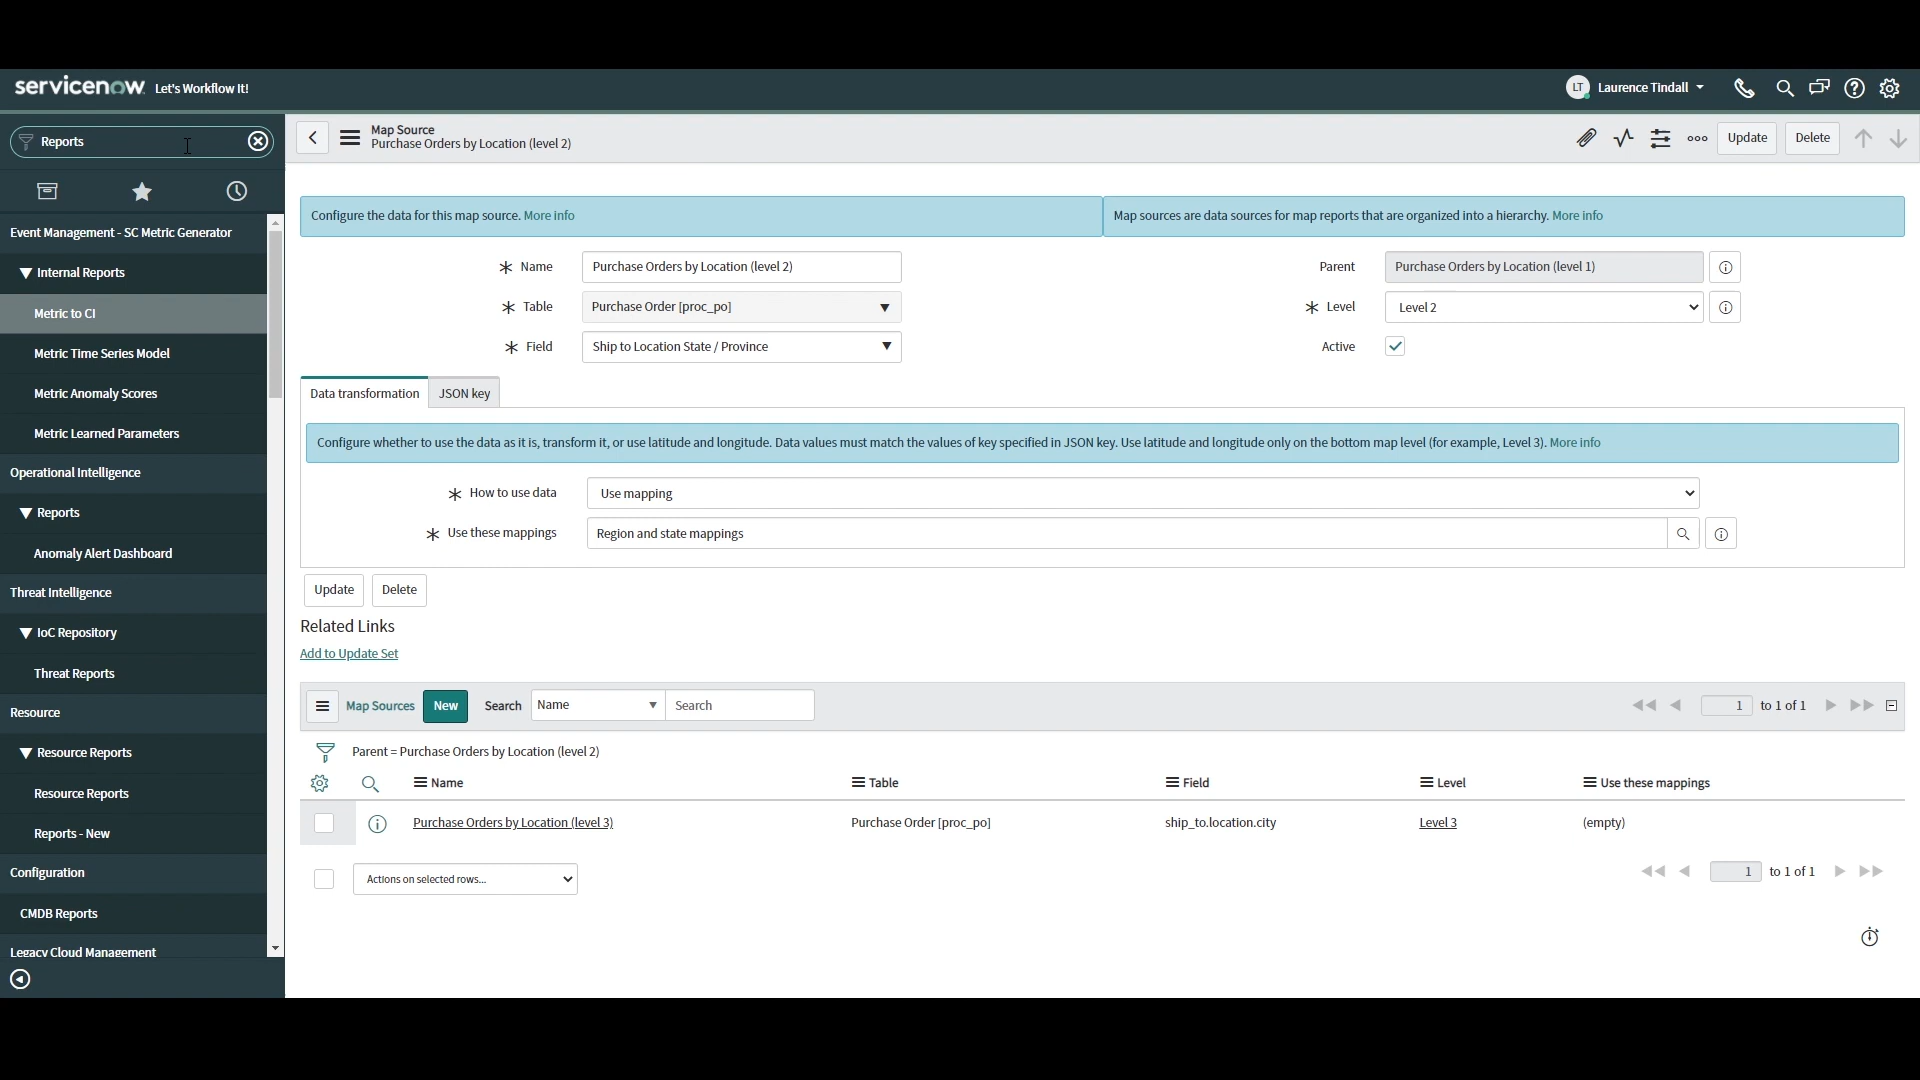 servicenow Let's Workflow It!
LT Laurence Tindall
Reports
Event Management - SC Metric Generator
Internal Reports
Metric to CI
Metric Time Series Model
Metric Anomaly Scores
Metric Learned Parameters
Operational Intelligence
Reports
Anomaly Alert Dashboard
Threat Intelligence
IoC Repository
Threat Reports
Resource
Resource Reports
Resource Reports
Reports - New
Configuration
CMDB Reports
Legacy Cloud Management
Map Source
Purchase Orders by Location (level 2)
Update Delete
Configure the data for this map source. More info
Map sources are data sources for map reports that are organized into a hierarchy. More info
Name Purchase Orders by Location (level 2)
Parent Purchase Orders by Location (level 1)
Table Purchase Order [proc_po]
Level Level 2
Field Ship to Location State / Province
Active
Data transformation JSON key
Configure whether to use the data as it is, transform it, or use latitude and longitude. Data values must match the values of key specified in JSON key. Use latitude and longitude only on the bottom map level (for example, Level 3). More info
How to use data Use mapping
Use these mappings Region and state mappings
Update Delete
Related Links
Add to Update Set
Map Sources New Search Name Search 1 to 1 of 1
Parent = Purchase Orders by Location (level 2)
Name Table Field Level Use these mappings
Purchase Orders by Location (level 3) Purchase Order [proc_po] ship_to.location.city Level 3 (empty)
Actions on selected rows... 1 to 1 of 1